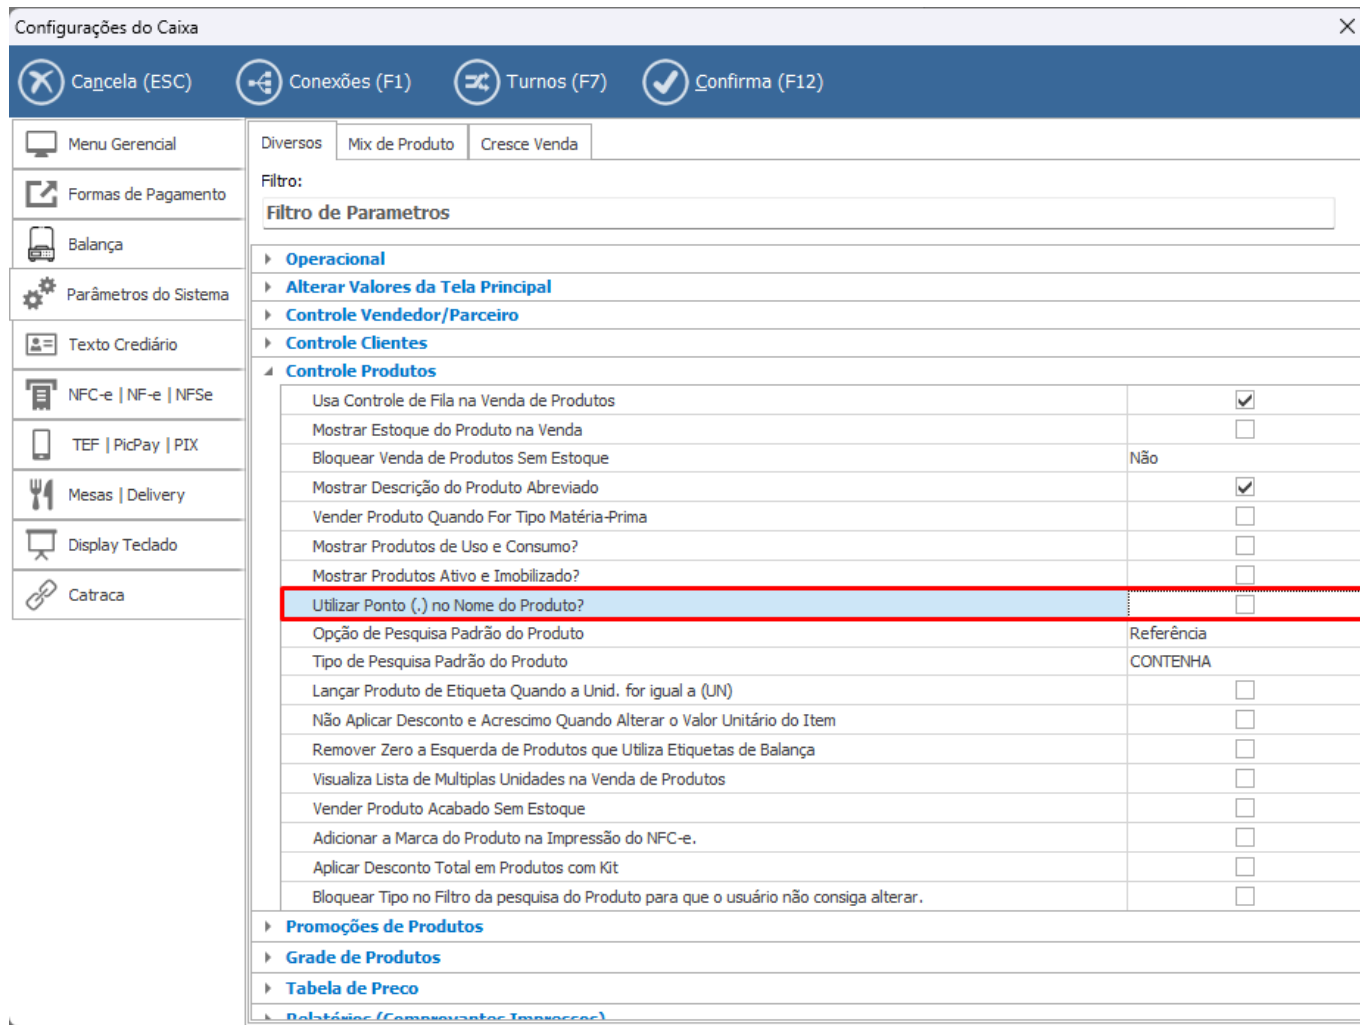 Configurações do Caixa
Cancela (ESC)
Conexões (F1)
Turnos (F7)
Confirma (F12)
Menu Gerencial
Formas de Pagamento
Balança
Parâmetros do Sistema
Texto Crediário
NFC-e | NF-e | NFSe
TEF | PicPay | PIX
Mesas | Delivery
Display Teclado
Catraca
Diversos
Mix de Produto
Cresce Venda
Filtro:
Filtro de Parametros
Operacional
Alterar Valores da Tela Principal
Controle Vendedor/Parceiro
Controle Clientes
Controle Produtos
Usa Controle de Fila na Venda de Produtos
Mostrar Estoque do Produto na Venda
Bloquear Venda de Produtos Sem Estoque Não
Mostrar Descrição do Produto Abreviado
Vender Produto Quando For Tipo Matéria-Prima
Mostrar Produtos de Uso e Consumo?
Mostrar Produtos Ativo e Imobilizado?
Utilizar Ponto (.) no Nome do Produto?
Opção de Pesquisa Padrão do Produto Referência
Tipo de Pesquisa Padrão do Produto CONTENHA
Lançar Produto de Etiqueta Quando a Unid. for igual a (UN)
Não Aplicar Desconto e Acrescimo Quando Alterar o Valor Unitário do Item
Remover Zero a Esquerda de Produtos que Utiliza Etiquetas de Balança
Visualiza Lista de Multiplas Unidades na Venda de Produtos
Vender Produto Acabado Sem Estoque
Adicionar a Marca do Produto na Impressão do NFC-e.
Aplicar Desconto Total em Produtos com Kit
Bloquear Tipo no Filtro da pesquisa do Produto para que o usuário não consiga alterar.
Promoções de Produtos
Grade de Produtos
Tabela de Preco
Relatórios (Comprovantes Impressos)